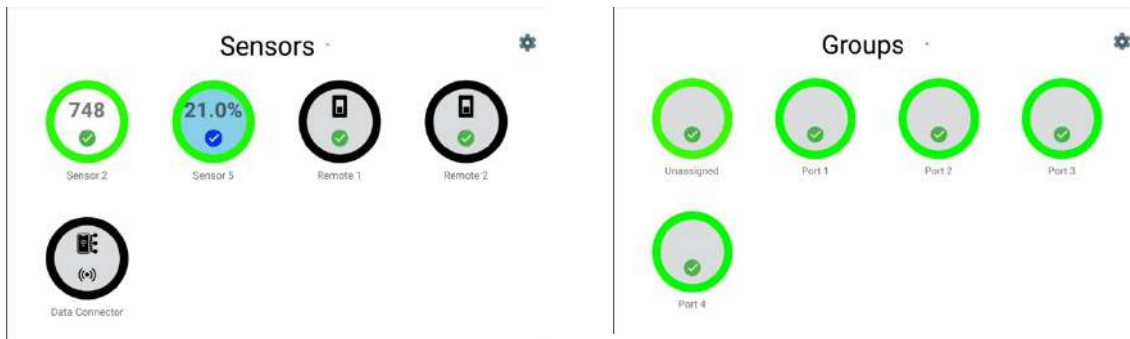 Sensors
748
21.0%
Sensor 2
Sensor 5
Remote 1
Remote 2
Data Connector
Groups
Unassigned
Port 1
Port 2
Port 3
Port 4